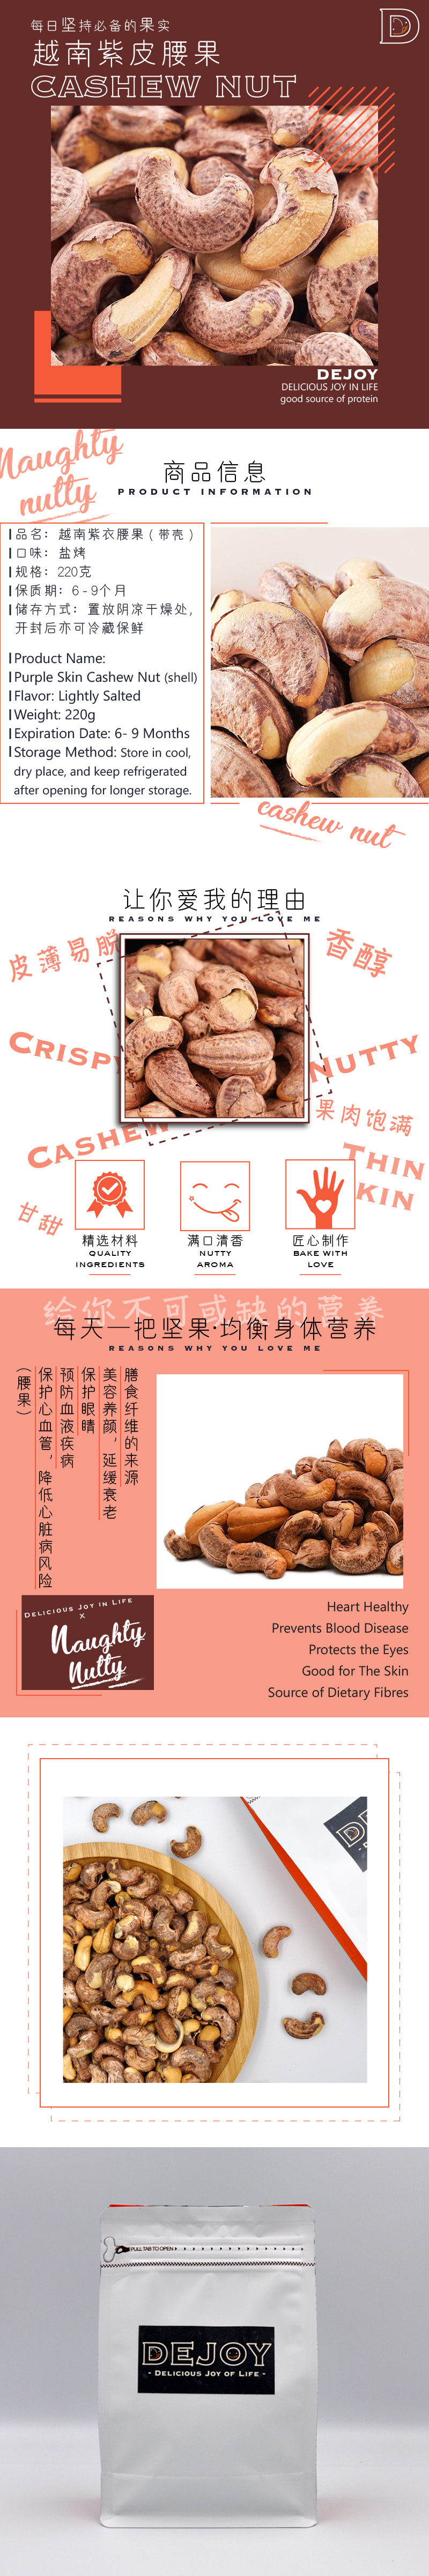 每日坚持必备的果实
越南紫皮腰果
CASHEW NUT
D
DEJOY
DELICIOUS JOY IN LIFE
good source of protein
Naughty
nutty
商品信息
PRODUCT INFORMATION
品名：越南紫衣腰果（带壳）
口味：盐烤
规格：220克
保质期：6-9个月
储存方式：置放阴凉干燥处，
开封后亦可冷藏保鲜
Product Name:
Purple Skin Cashew Nut (shell)
Flavor: Lightly Salted
Weight: 220g
Expiration Date: 6- 9 Months
Storage Method: Store in cool,
dry place, and keep refrigerated
after opening for longer storage.
cashew nut
让你爱我的理由
REASONS WHY YOU LOVE ME
皮薄易脱
香醇
CRISPY
NUTTY
果肉饱满
CASHEW
THIN
KIN
甘甜
精选材料
QUALITY
INGREDIENTS
满口清香
NUTTY
AROMA
匠心制作
BAKE WITH
LOVE
给你不可或缺的营养
每天一把坚果·均衡身体营养
REASONS WHY YOU LOVE ME
膳食纤维的来源
美容养颜，延缓衰老
保护眼睛
预防血液疾病
保护心血管，降低心脏病风险
（腰果）
DELICIOUS JOY IN LIFE
X
Naughty
Nutty
Heart Healthy
Prevents Blood Disease
Protects the Eyes
Good for The Skin
Source of Dietary Fibres
DE
PULL TAB TO OPEN
DEJOY
- DELICIOUS JOY OF LIFE -